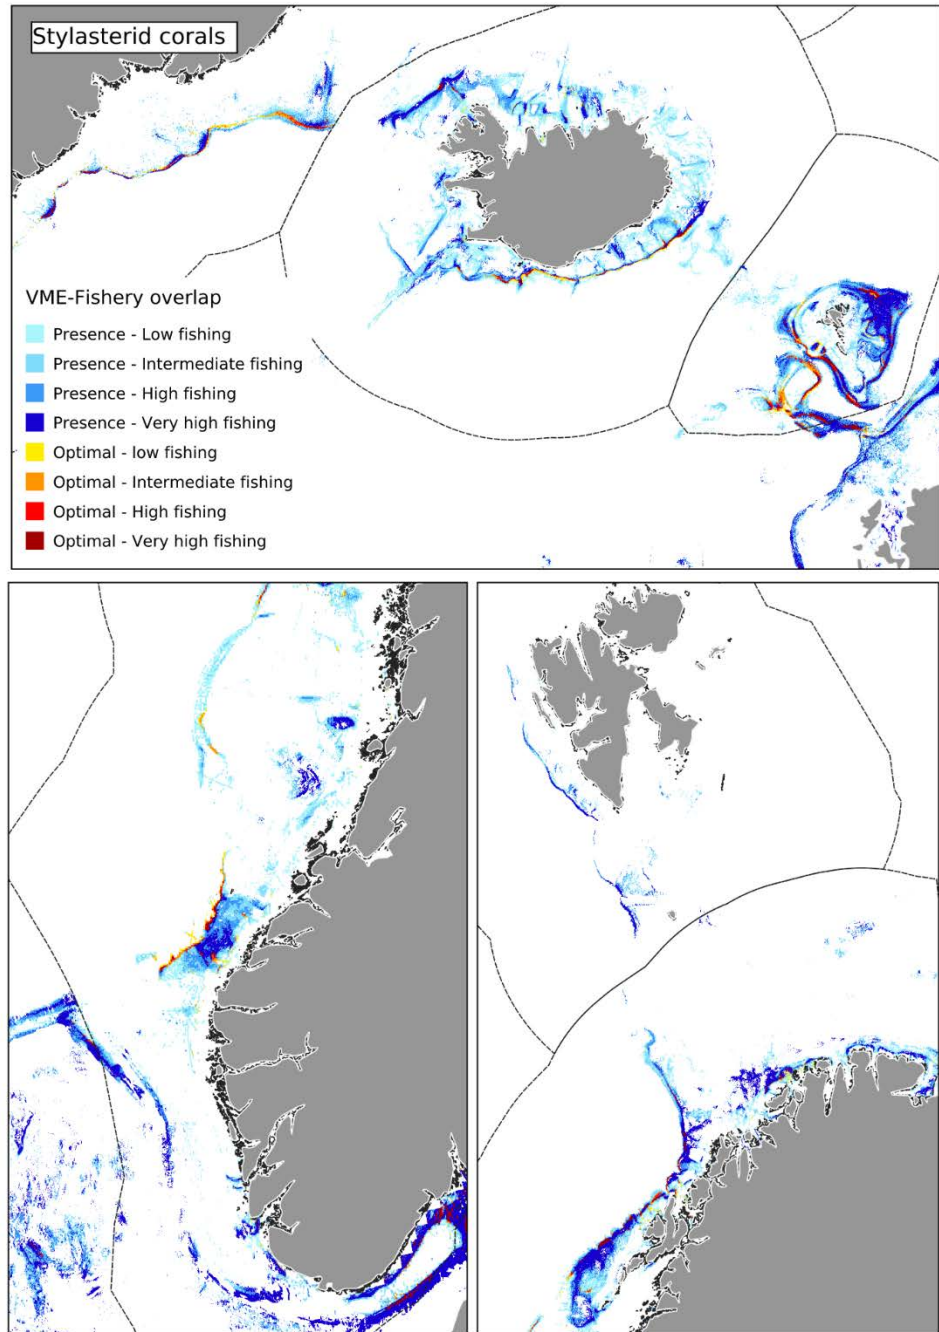 Stylasterid corals
VME-Fishery overlap
Presence - Low fishing
Presence - Intermediate fishing
Presence - High fishing
Presence - Very high fishing
Optimal - low fishing
Optimal - Intermediate fishing
Optimal - High fishing
Optimal - Very high fishing